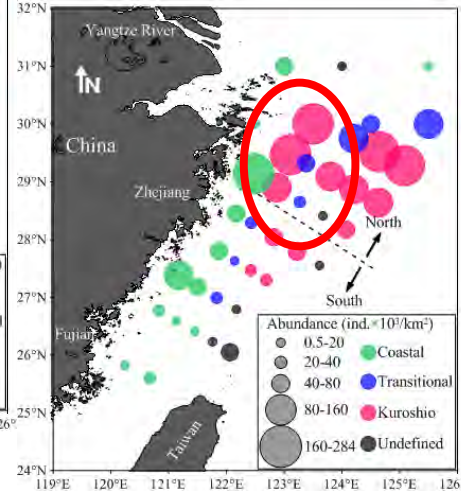 32°N
Yangtze River
31°N
N
30°N
China
29°N
Zhejiang
North
28°N
South
27°N
Abundance (ind.×10³/km²)
0.5-20
Coastal
20-40
Transitional
Fujian
26°N
40-80
Kuroshio
80-160
25°N
160-284
Undefined
Taiwan
24°N
26°
119°E
120°E
121°E
122°E
123°E
124°E
125°E
126°E